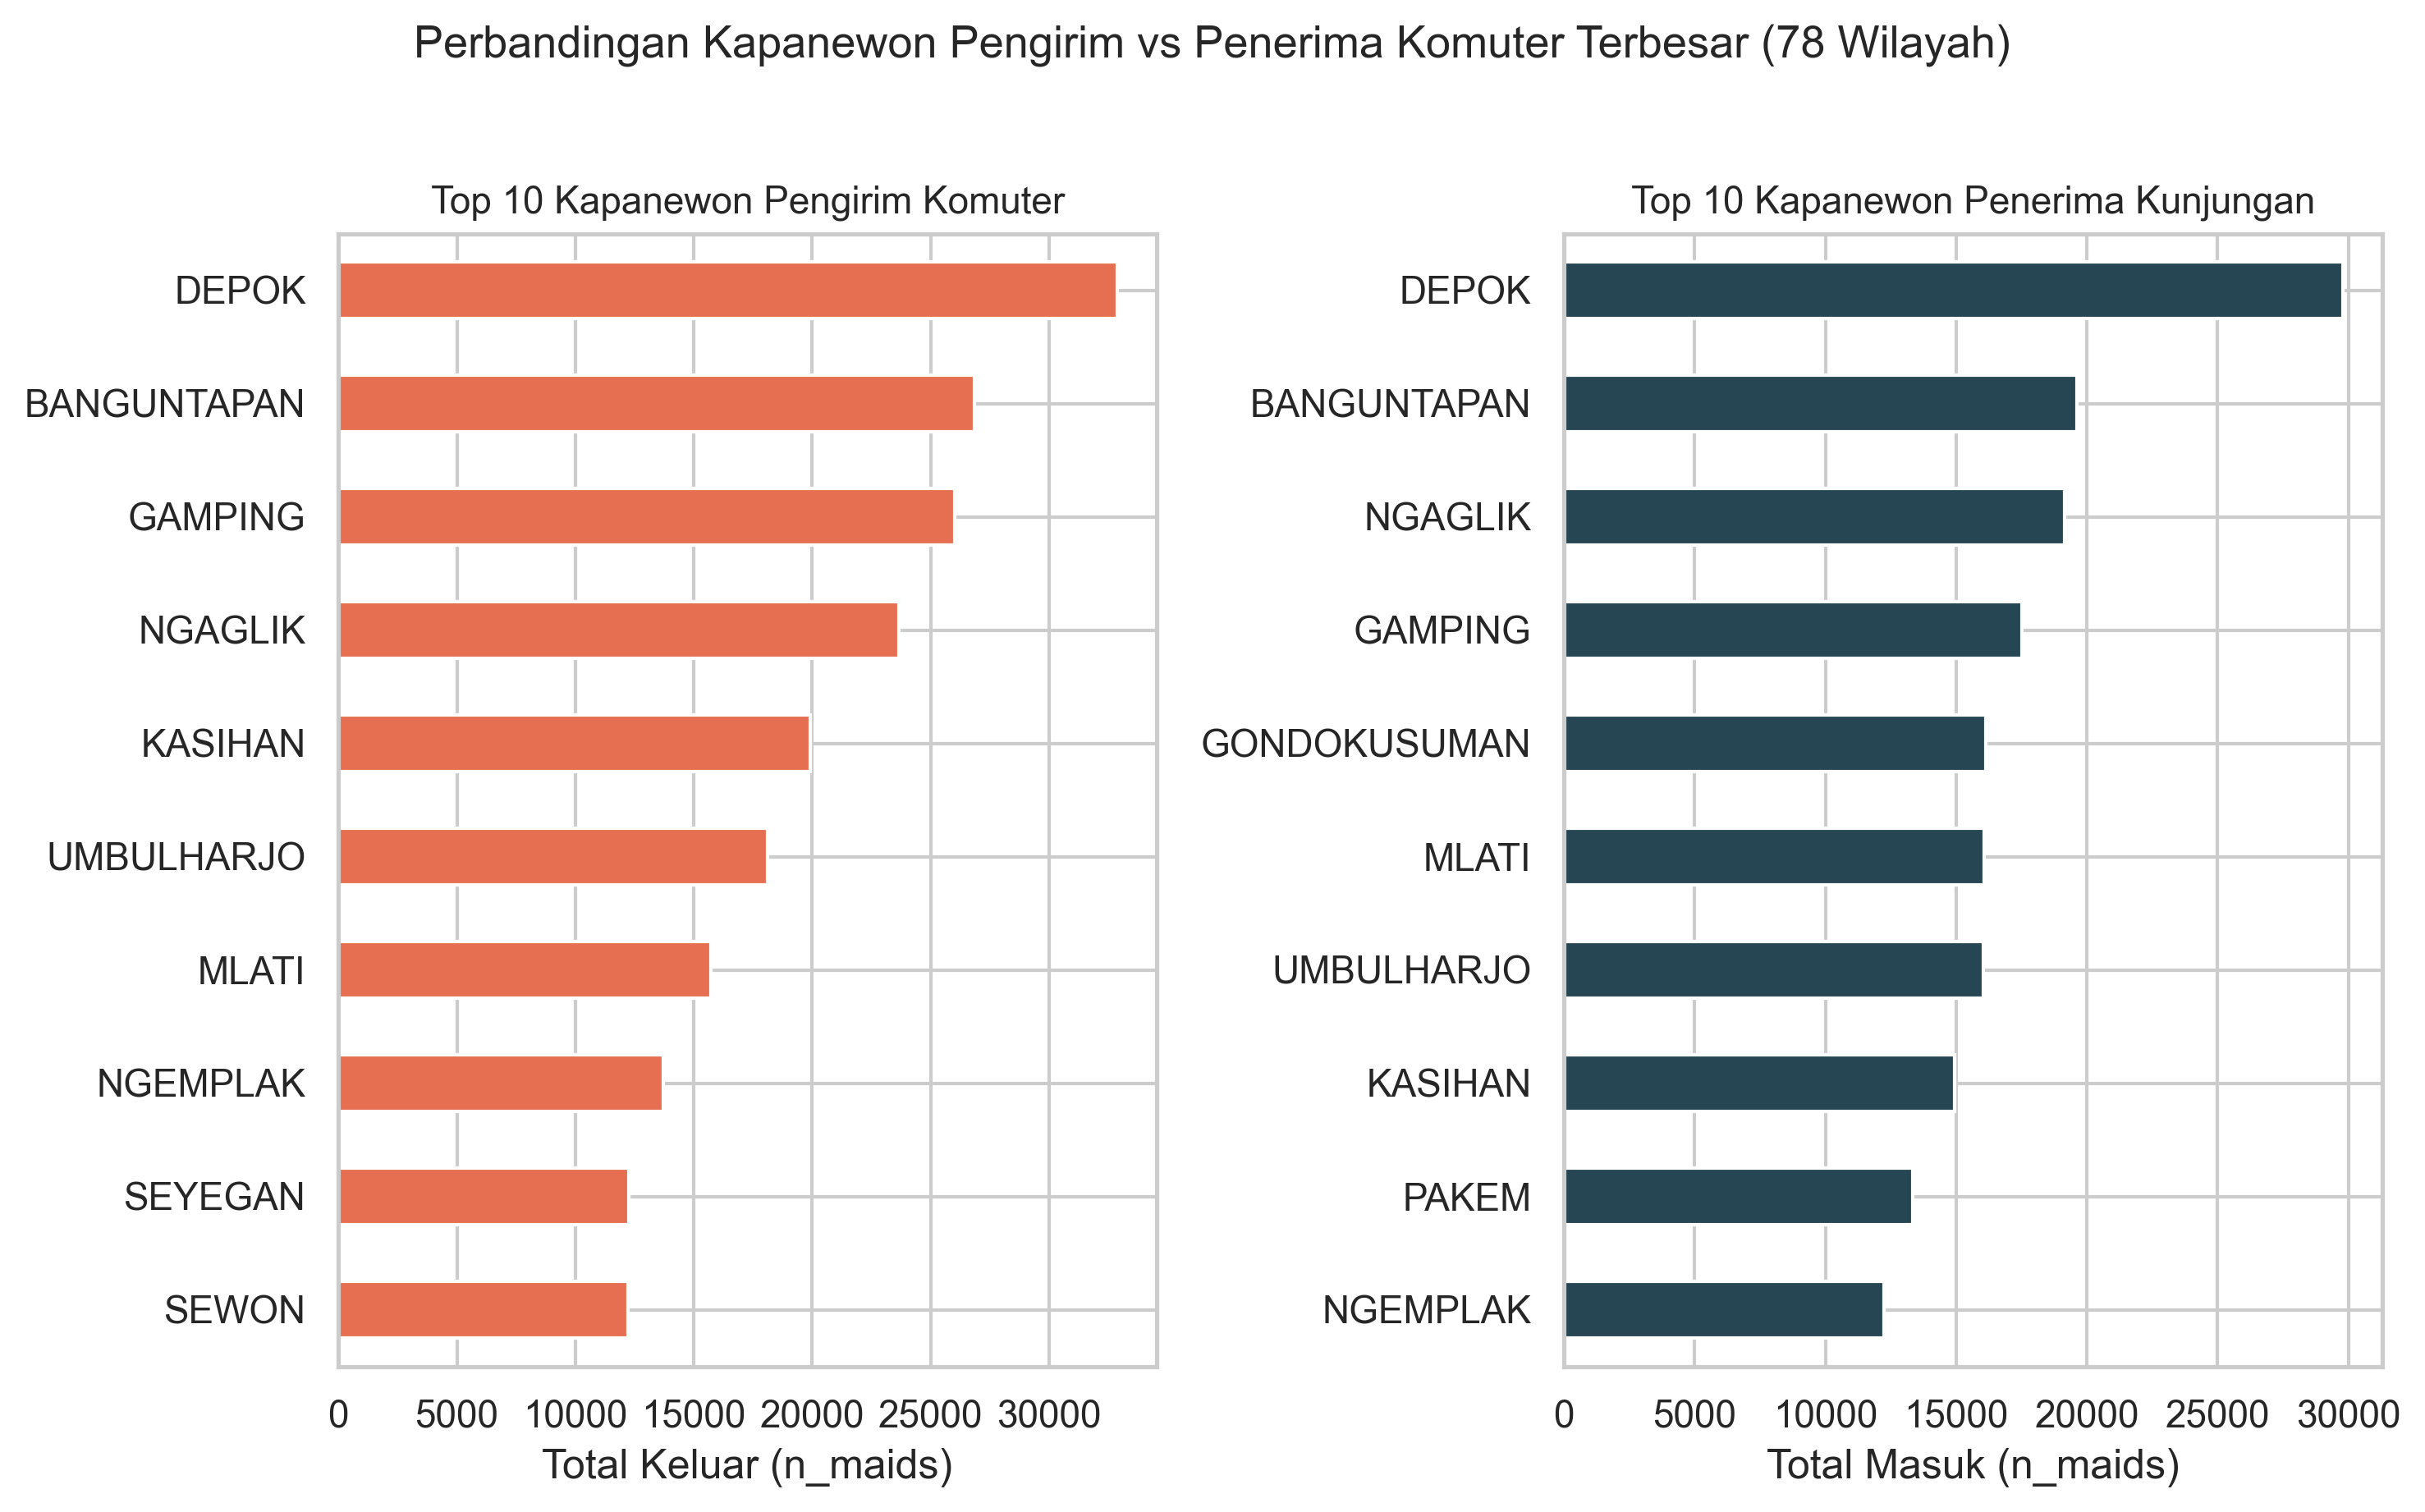 Perbandingan Kapanewon Pengirim vs Penerima Komuter Terbesar (78 Wilayah)
Top 10 Kapanewon Pengirim Komuter
DEPOK
BANGUNTAPAN
GAMPING
NGAGLIK
KASIHAN
UMBULHARJO
MLATI
NGEMPLAK
SEYEGAN
SEWON
0 5000 10000 15000 20000 25000 30000
Total Keluar (n_maids)
Top 10 Kapanewon Penerima Kunjungan
DEPOK
BANGUNTAPAN
NGAGLIK
GAMPING
GONDOKUSUMAN
MLATI
UMBULHARJO
KASIHAN
PAKEM
NGEMPLAK
0 5000 10000 15000 20000 25000 30000
Total Masuk (n_maids)